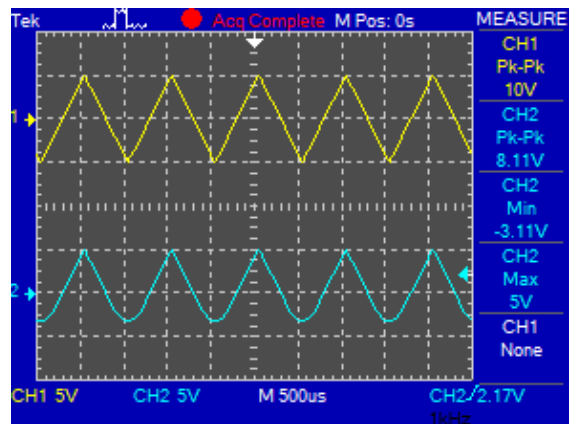 Tek Acq Complete M Pos: 0s MEASURE
CH1
Pk-Pk
10V
CH2
Pk-Pk
8.11V
CH2
Min
-3.11V
CH2
Max
5V
CH1
None
1
2
CH1 5V CH2 5V M 500us CH2 2.17V
1kHz